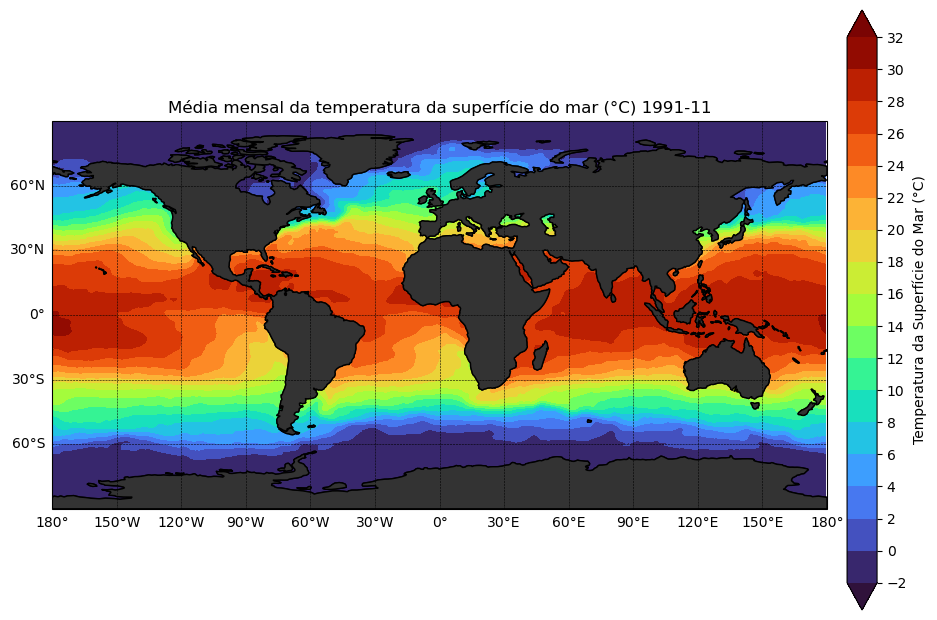 Média mensal da temperatura da superfície do mar (°C) 1991-11
60°N
30°N
0°
30°S
60°S
180° 150°W 120°W 90°W 60°W 30°W 0° 30°E 60°E 90°E 120°E 150°E 180°
32
30
28
26
24
22
20
18
16
14
12
10
8
6
4
2
0
−2
Temperatura da Superfície do Mar (°C)